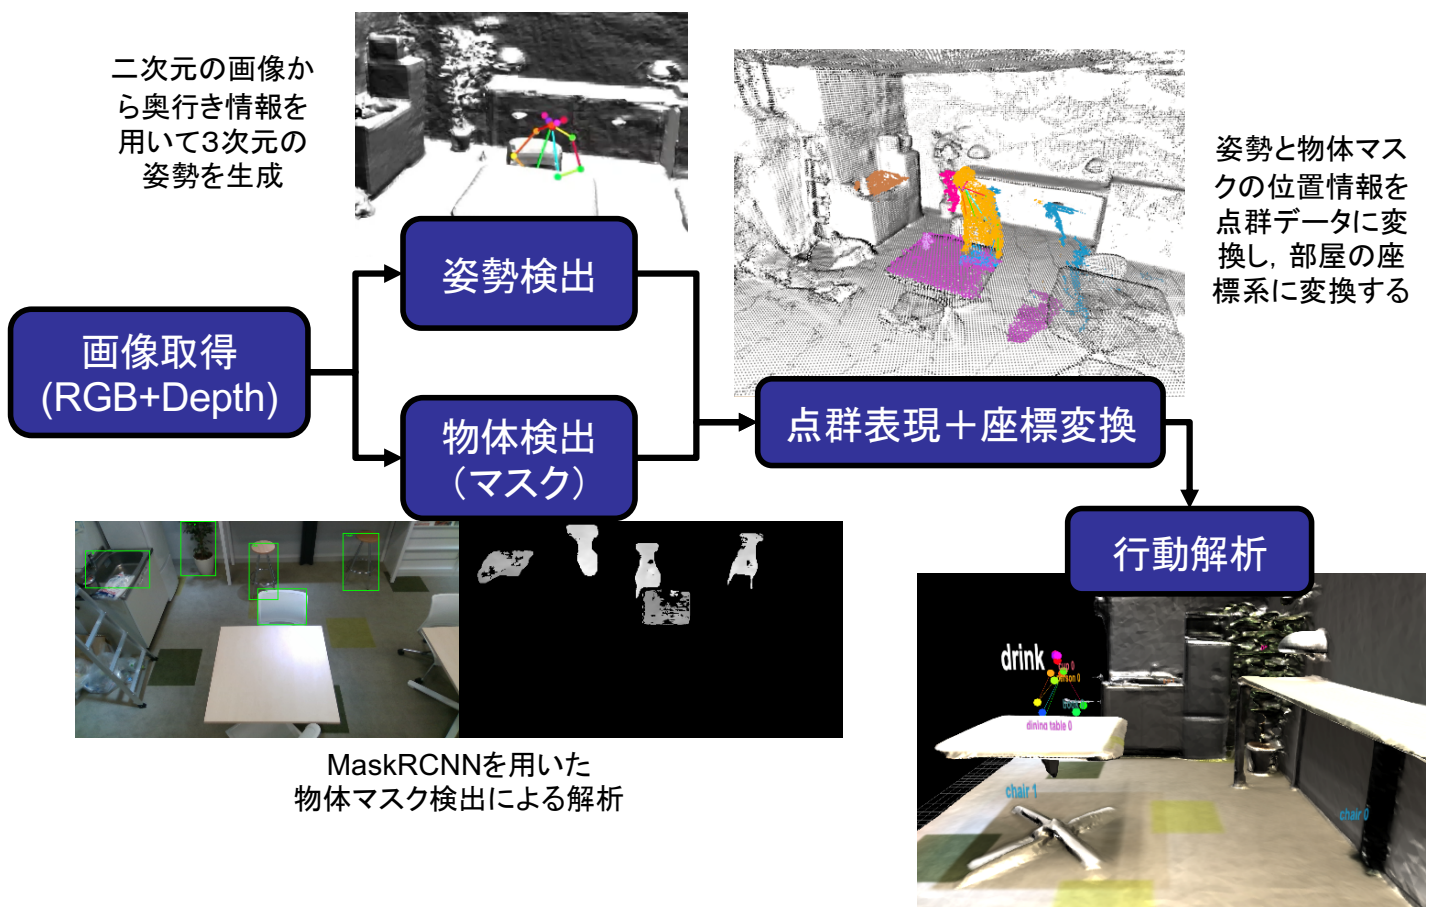 二次元の画像か
ら奥行き情報を
用いて３次元の
姿勢を生成
姿勢と物体マス
クの位置情報を
点群データに変
換し，部屋の座
標系に変換する
姿勢検出
画像取得
(RGB+Depth)
物体検出
（マスク）
点群表現＋座標変換
行動解析
MaskRCNNを用いた
物体マスク検出による解析
drink
dining table 0
chair 1
chair 0